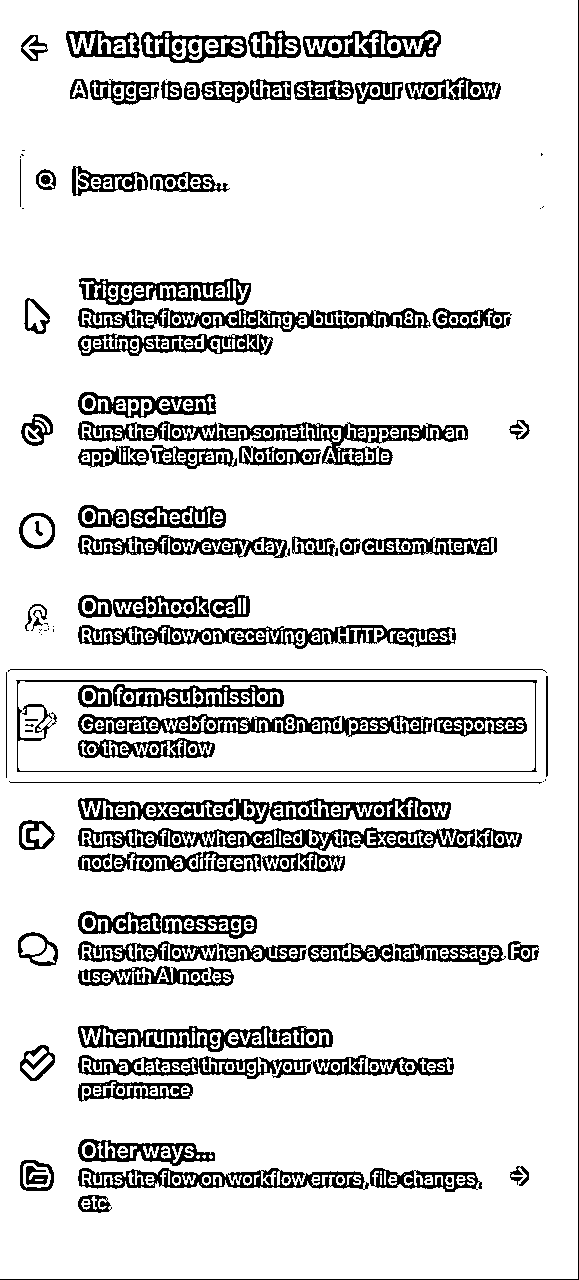 What triggers this workflow?
A trigger is a step that starts your workflow
Search nodes...
Trigger manually
Runs the flow on clicking a button in n8n. Good for
getting started quickly
On app event
Runs the flow when something happens in an
app like Telegram, Notion or Airtable
On a schedule
Runs the flow every day, hour, or custom interval
On webhook call
Runs the flow on receiving an HTTP request
On form submission
Generate webforms in n8n and pass their responses
to the workflow
When executed by another workflow
Runs the flow when called by the Execute Workflow
node from a different workflow
On chat message
Runs the flow when a user sends a chat message. For
use with AI nodes
When running evaluation
Run a dataset through your workflow to test
performance
Other ways...
Runs the flow on workflow errors, file changes,
etc.